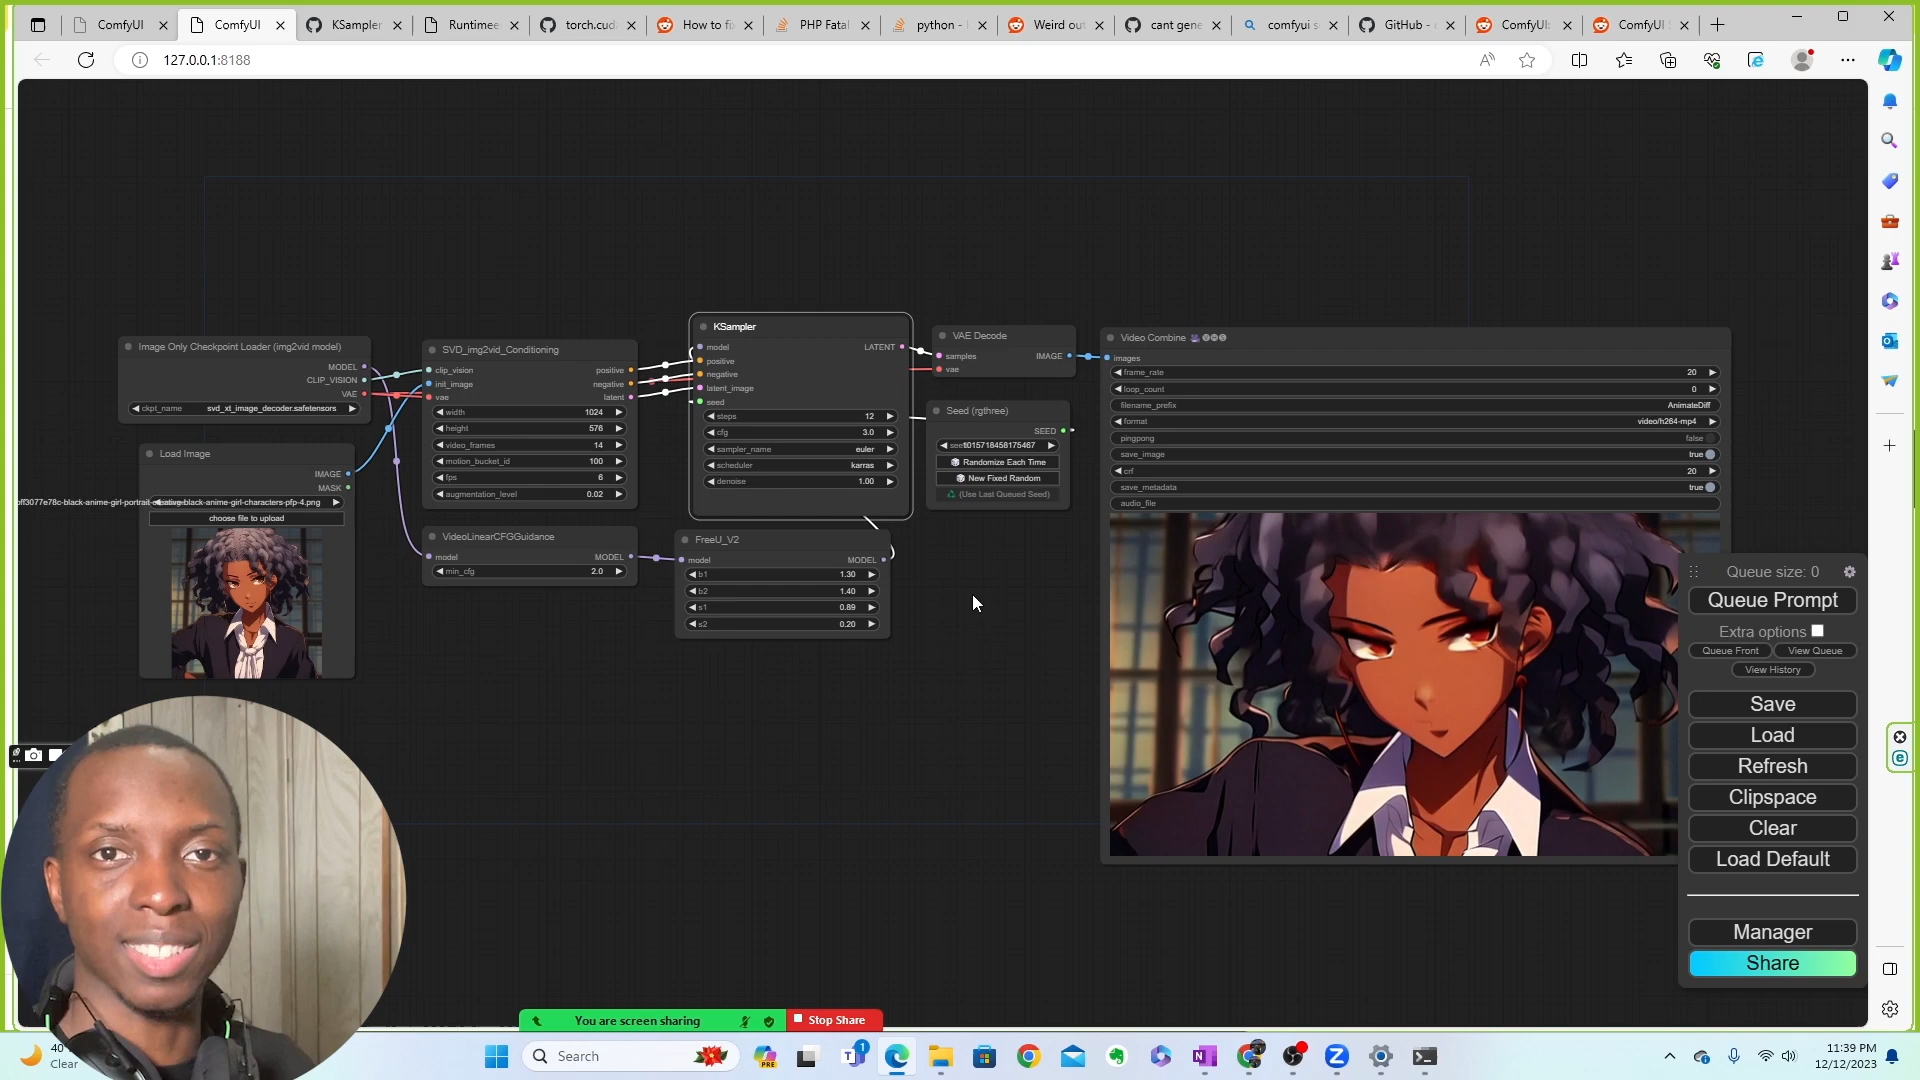 ComfyUI
ComfyUI
KSampler
Runtimee
torch.cud
How to fi
PHP Fatal
python -
Weird out
cant gene
comfyui s
GitHub -
ComfyUI
ComfyUI
127.0.0.1:8188
Image Only Checkpoint Loader (img2vid model)
MODEL
CLIP_VISION
VAE
ckpt_name svd_xt_image_decoder.safetensors
Load Image
IMAGE
MASK
choose file to upload
SVD_img2vid_Conditioning
clip_vision positive
init_image negative
vae latent
width 1024
height 576
video_frames 14
motion_bucket_id 100
fps 6
augmentation_level 0.02
VideoLinearCFGGuidance
model MODEL
min_cfg 2.0
KSampler
model LATENT
positive
negative
latent_image
seed
steps 12
cfg 3.0
sampler_name euler
scheduler karras
denoise 1.00
FreeU_V2
model MODEL
b1 1.30
b2 1.40
s1 0.89
s2 0.20
VAE Decode
samples IMAGE
vae
Seed (rgthree)
SEED
Randomize Each Time
New Fixed Random
(Use Last Queued Seed)
Video Combine
images
frame_rate 20
loop_count 0
filename_prefix AnimateDiff
format video/h264-mp4
pingpong false
save_image true
crf 20
save_metadata true
audio_file
Queue size: 0
Queue Prompt
Extra options
Queue Front View Queue
View History
Save
Load
Refresh
Clipspace
Clear
Load Default
Manager
Share
You are screen sharing Stop Share
40
Clear
Search
PRE
1
11:39 PM
12/12/2023